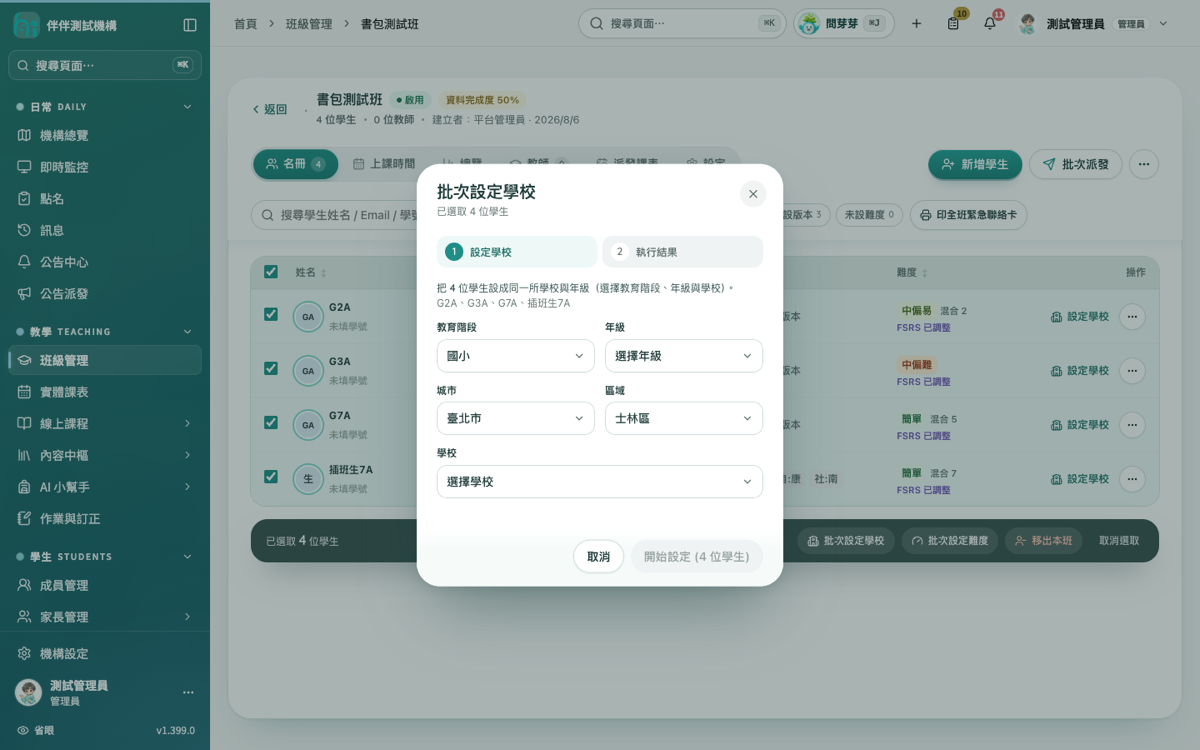 伴伴測試機構
搜尋頁面… ⌘K
日常 DAILY
機構總覽
即時監控
點名
訊息
公告中心
公告派發
教學 TEACHING
班級管理
實體課表
線上課程
內容中樞
AI 小幫手
作業與訂正
學生 STUDENTS
成員管理
家長管理
機構設定
測試管理員
管理員
省眼 v1.399.0
首頁 班級管理 書包測試班
搜尋頁面… ⌘K
問芽芽 ⌘J
10
11
測試管理員 管理員
返回
書包測試班 啟用 資料完成度 50%
4 位學生 · 0 位教師 · 建立者：平台管理員 · 2026/8/6
名冊 4
上課時間
新增學生
批次派發
搜尋學生姓名 / Email / 學
設版本 3
未設難度 0
印全班緊急聯絡卡
姓名 難度 操作
GA G2A 未填學號
版本
中偏易 混合 2
FSRS 已調整
設定學校
GA G3A 未填學號
版本
中偏難
FSRS 已調整
設定學校
GA G7A 未填學號
版本
簡單 混合 5
FSRS 已調整
設定學校
生 插班生7A 未填學號
:康 社:南
簡單 混合 7
FSRS 已調整
設定學校
已選取 4 位學生
批次設定學校
批次設定難度
移出本班
取消選取
批次設定學校
已選取 4 位學生
1 設定學校
2 執行結果
把 4 位學生設成同一所學校與年級（選擇教育階段、年級與學校）。
G2A、G3A、G7A、插班生7A
教育階段 年級
國小 選擇年級
城市 區域
臺北市 士林區
學校
選擇學校
取消 開始設定 (4 位學生)